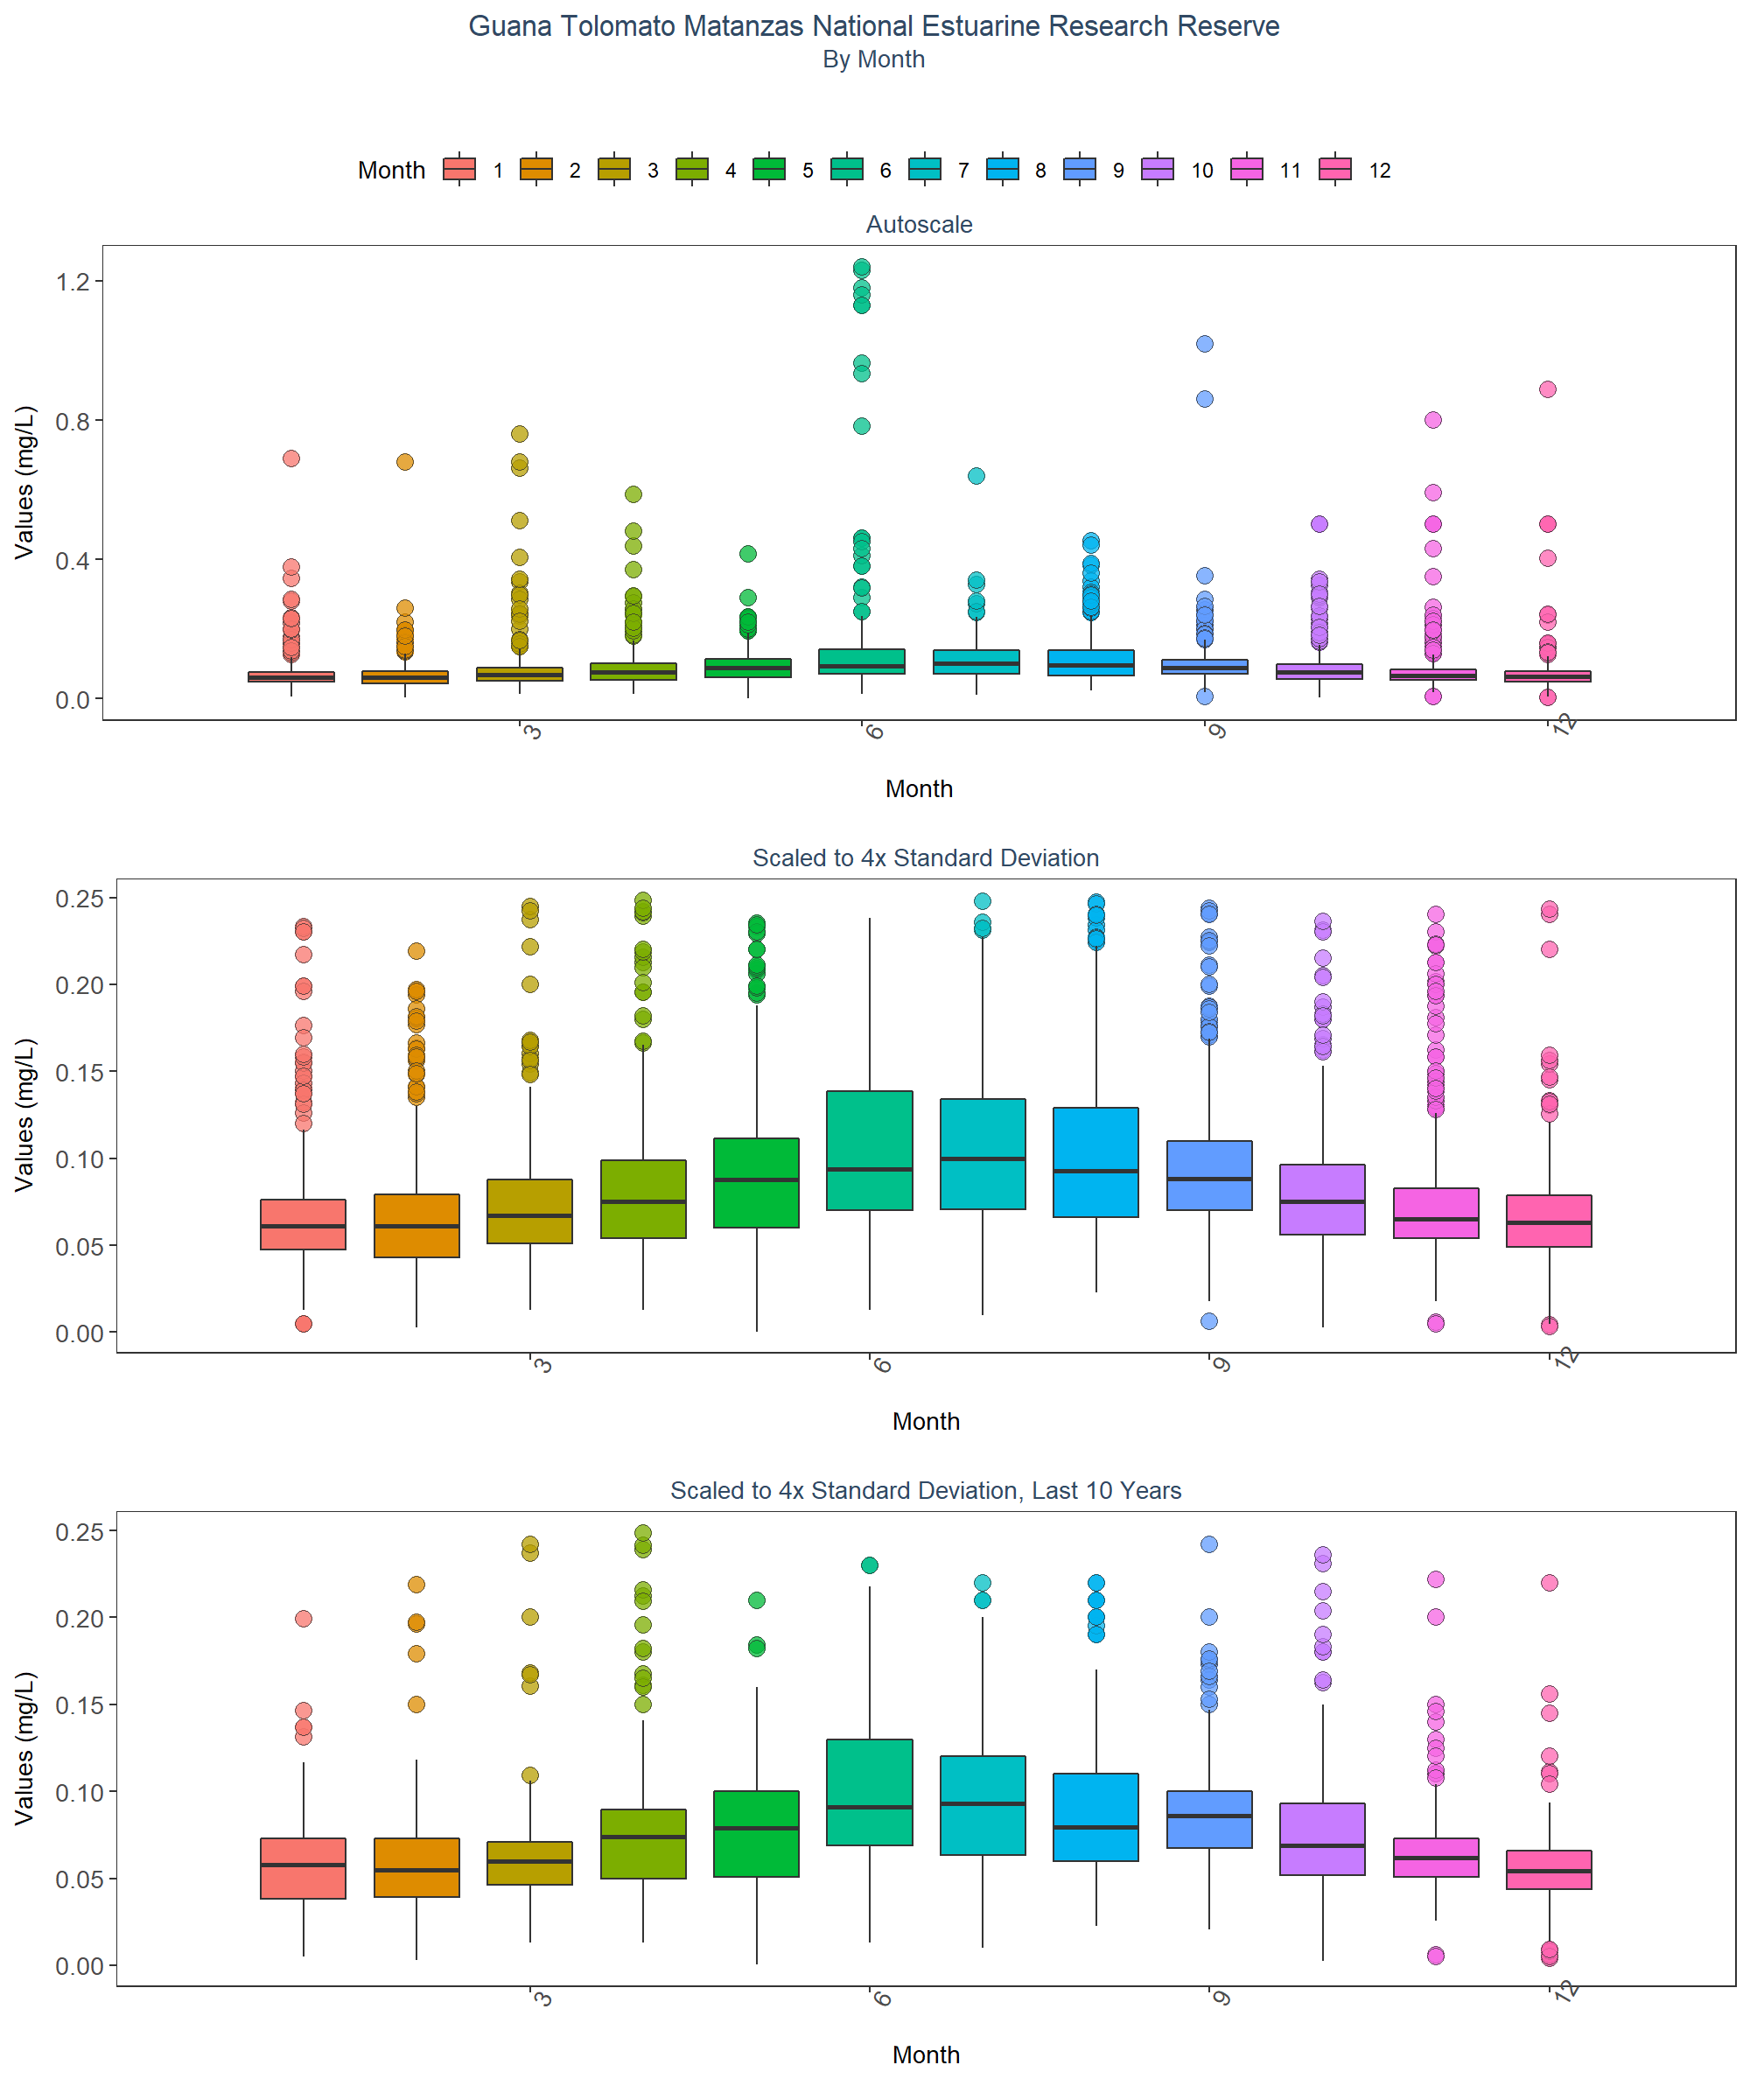 Guana Tolomato Matanzas National Estuarine Research Reserve
By Month
Month 1 2 3 4 5 6 7 8 9 10 11 12
Autoscale
Values (mg/L)
1.2
0.8
0.4
0.0
3 6 9 12
Month
Scaled to 4x Standard Deviation
Values (mg/L)
0.25
0.20
0.15
0.10
0.05
0.00
3 6 9 12
Month
Scaled to 4x Standard Deviation, Last 10 Years
Values (mg/L)
0.25
0.20
0.15
0.10
0.05
0.00
3 6 9 12
Month